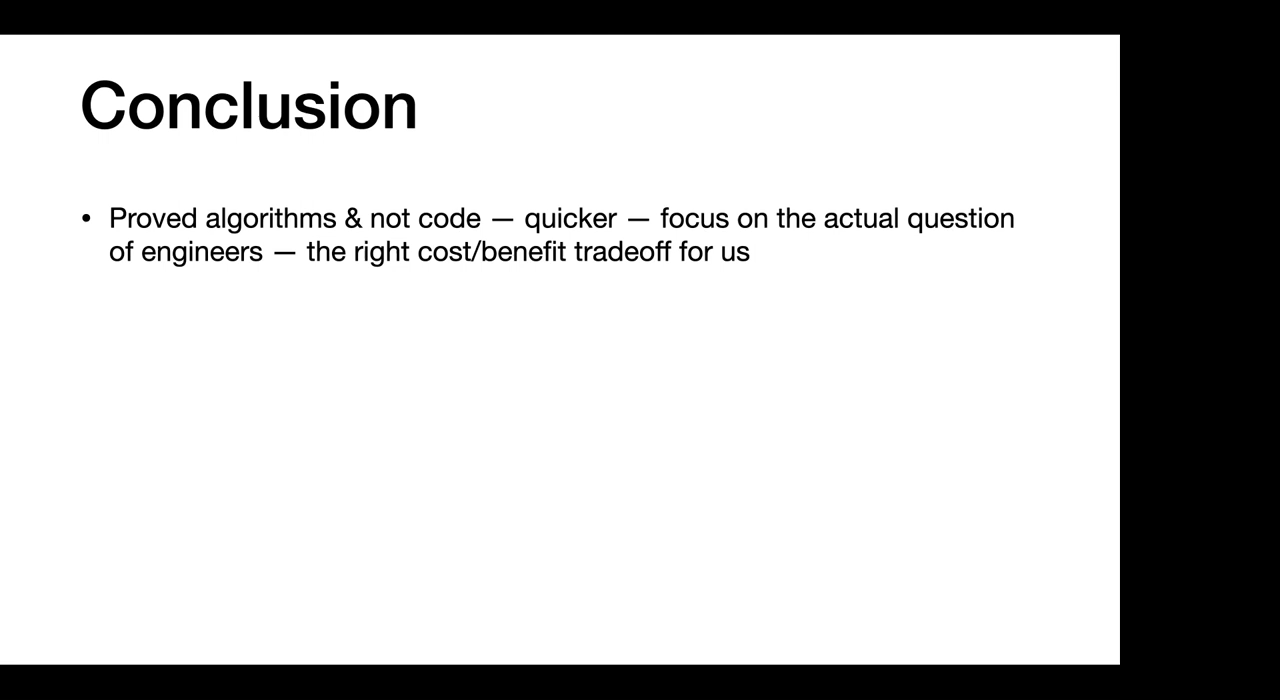 Conclusion
• Proved algorithms & not code — quicker — focus on the actual question
of engineers — the right cost/benefit tradeoff for us